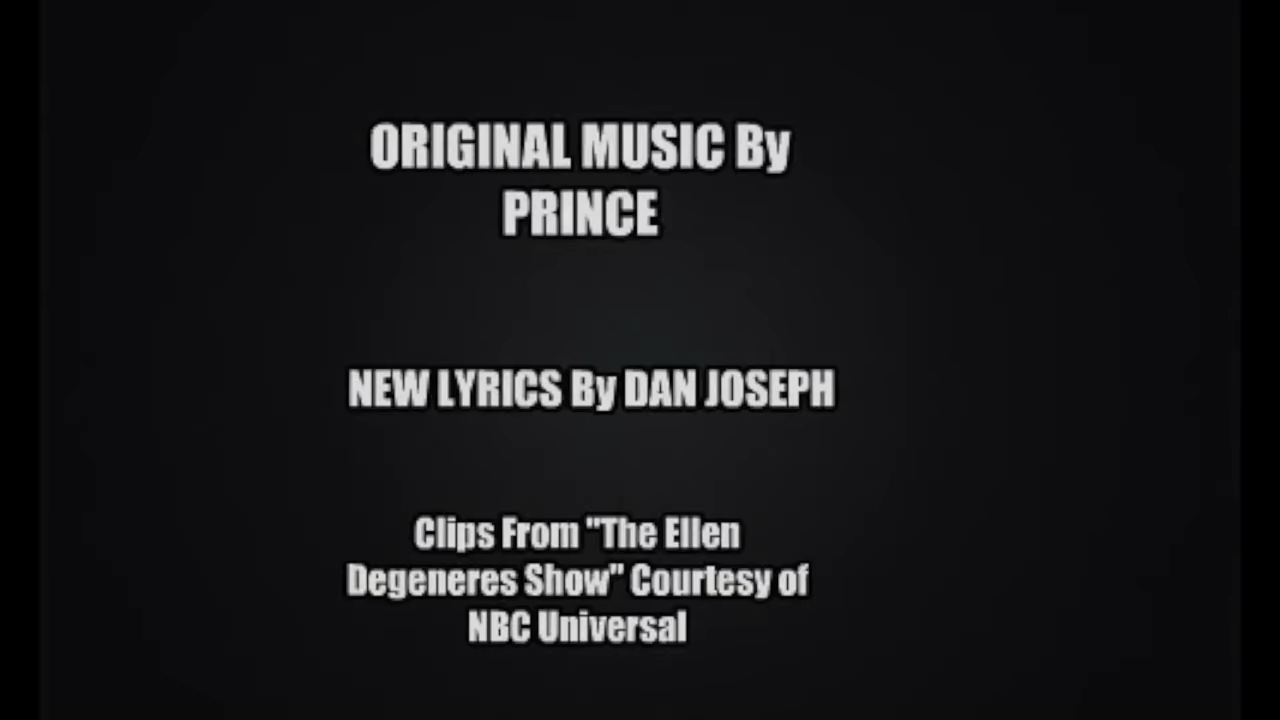 ORIGINAL MUSIC By
PRINCE
NEW LYRICS By DAN JOSEPH
Clips From "The Ellen
Degeneres Show" Courtesy of
NBC Universal